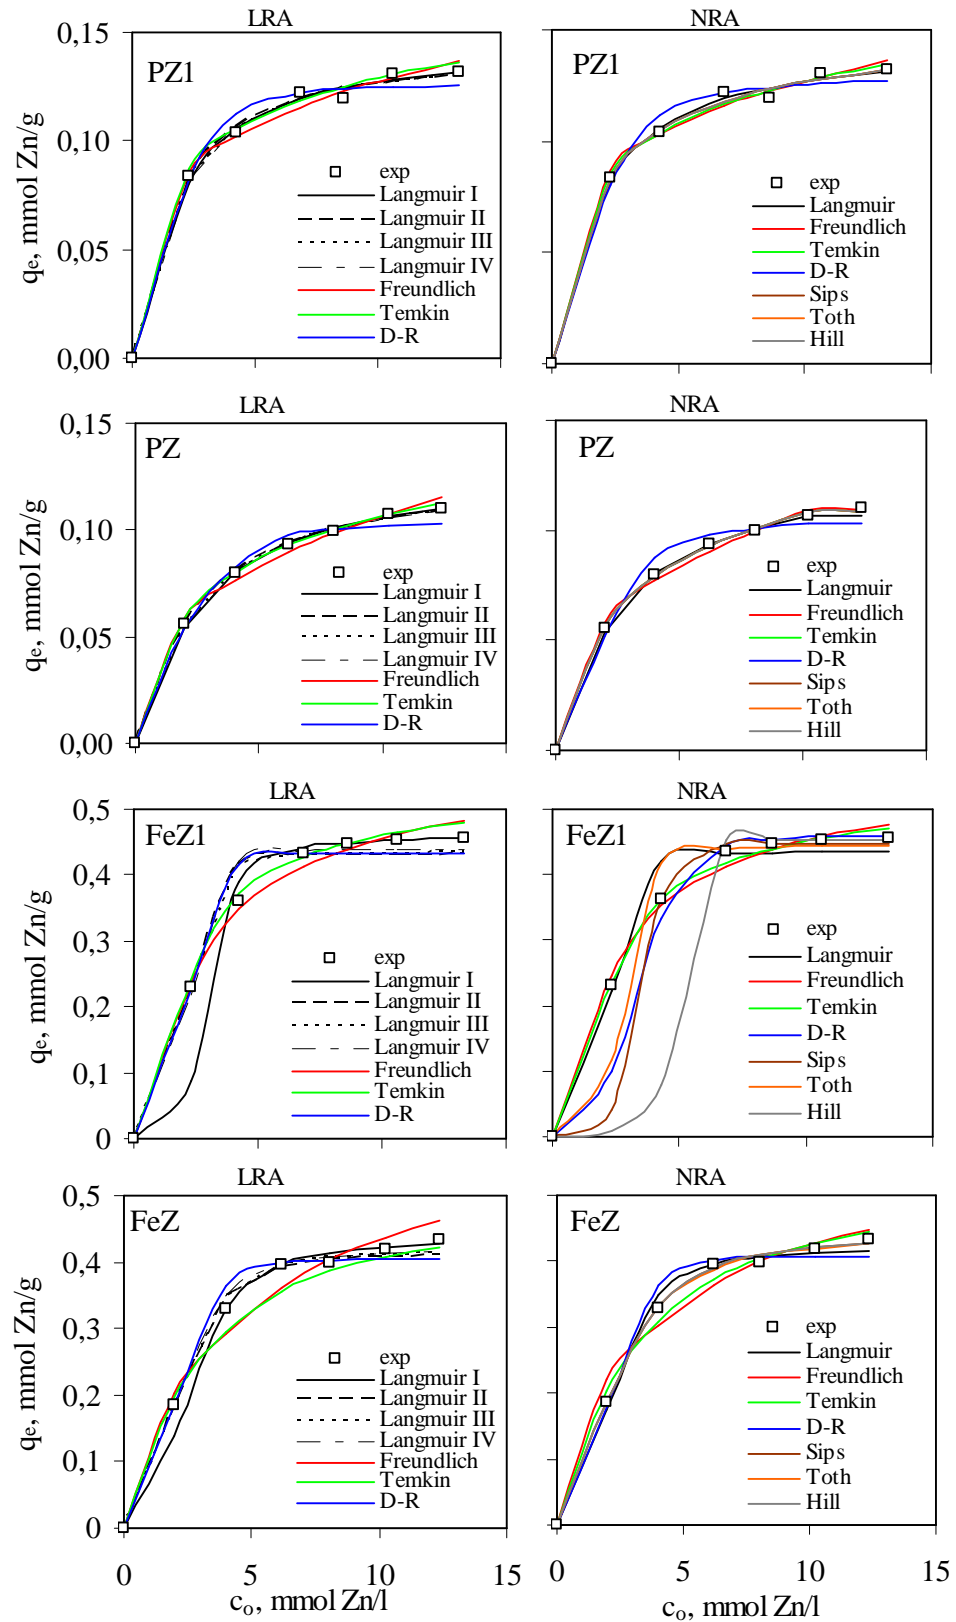 LRA
0,15
PZ1
0,10
0,05
0,00
qe, mmol Zn/g
exp
Langmuir I
Langmuir II
Langmuir III
Langmuir IV
Freundlich
Temkin
D-R
NRA
PZ1
exp
Langmuir
Freundlich
Temkin
D-R
Sips
Toth
Hill
LRA
0,15
PZ
0,10
0,05
0,00
qe, mmol Zn/g
exp
Langmuir I
Langmuir II
Langmuir III
Langmuir IV
Freundlich
Temkin
D-R
NRA
PZ
exp
Langmuir
Freundlich
Temkin
D-R
Sips
Toth
Hill
LRA
0,5
FeZ1
0,4
0,3
0,2
0,1
0
qe, mmol Zn/g
exp
Langmuir I
Langmuir II
Langmuir III
Langmuir IV
Freundlich
Temkin
D-R
NRA
FeZ1
exp
Langmuir
Freundlich
Temkin
D-R
Sips
Toth
Hill
LRA
0,5
FeZ
0,4
0,3
0,2
0,1
0
qe, mmol Zn/g
exp
Langmuir I
Langmuir II
Langmuir III
Langmuir IV
Freundlich
Temkin
D-R
0 5 10 15
co, mmol Zn/l
NRA
FeZ
exp
Langmuir
Freundlich
Temkin
D-R
Sips
Toth
Hill
0 5 10 15
co, mmol Zn/l